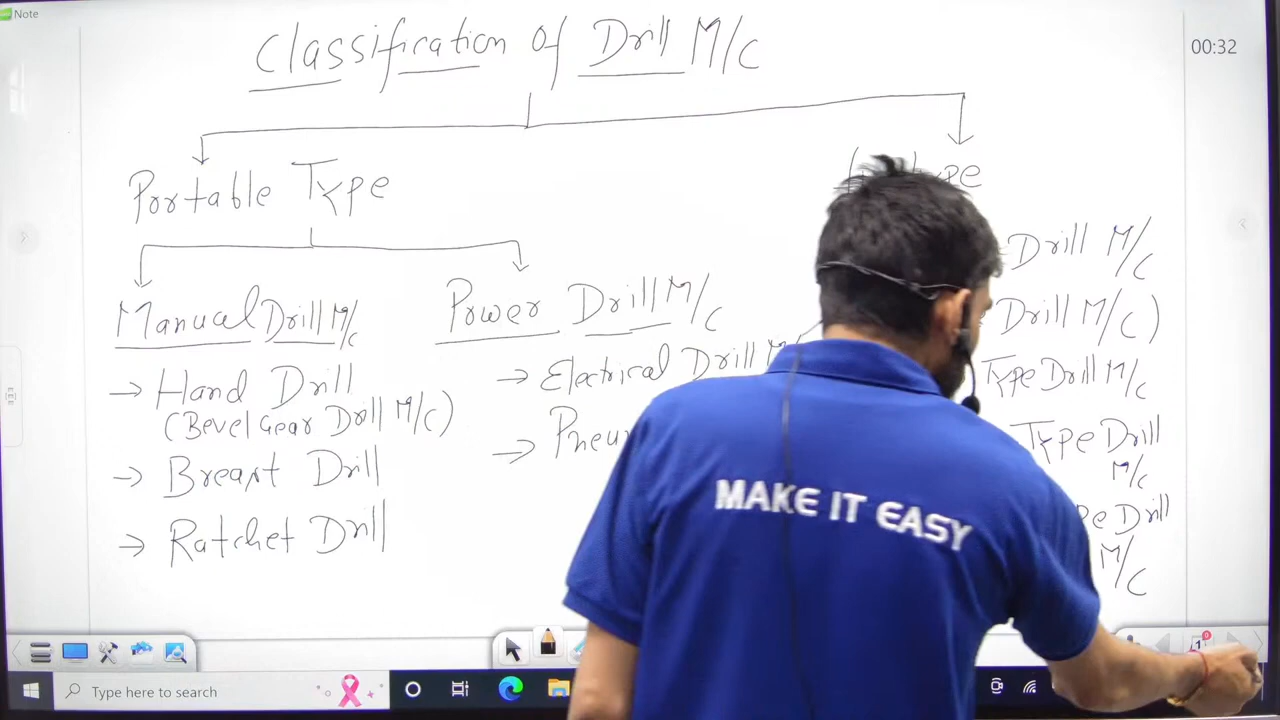 Note
00:32
Classification of Drill M/C
Portable Type
Manual Drill M/C
Power Drill M/C
→ Hand Drill
(Bevel Gear Drill M/C)
→ Breast Drill
→ Ratchet Drill
→ Electrical Drill
→
Drill M/C
Drill M/C)
Type Drill M/C
Type Drill
M/C
Drill
M/C
MAKE IT EASY
Type here to search